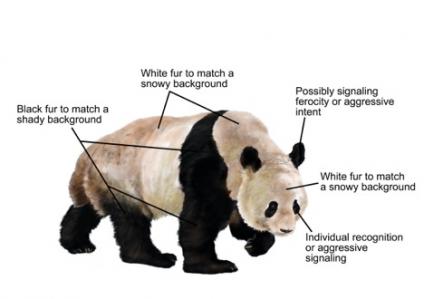 White fur to match a
snowy background
Possibly signaling
ferocity or aggressive
intent
Black fur to match a
shady background
White fur to match
a snowy background
Individual recognition
or aggressive
signaling